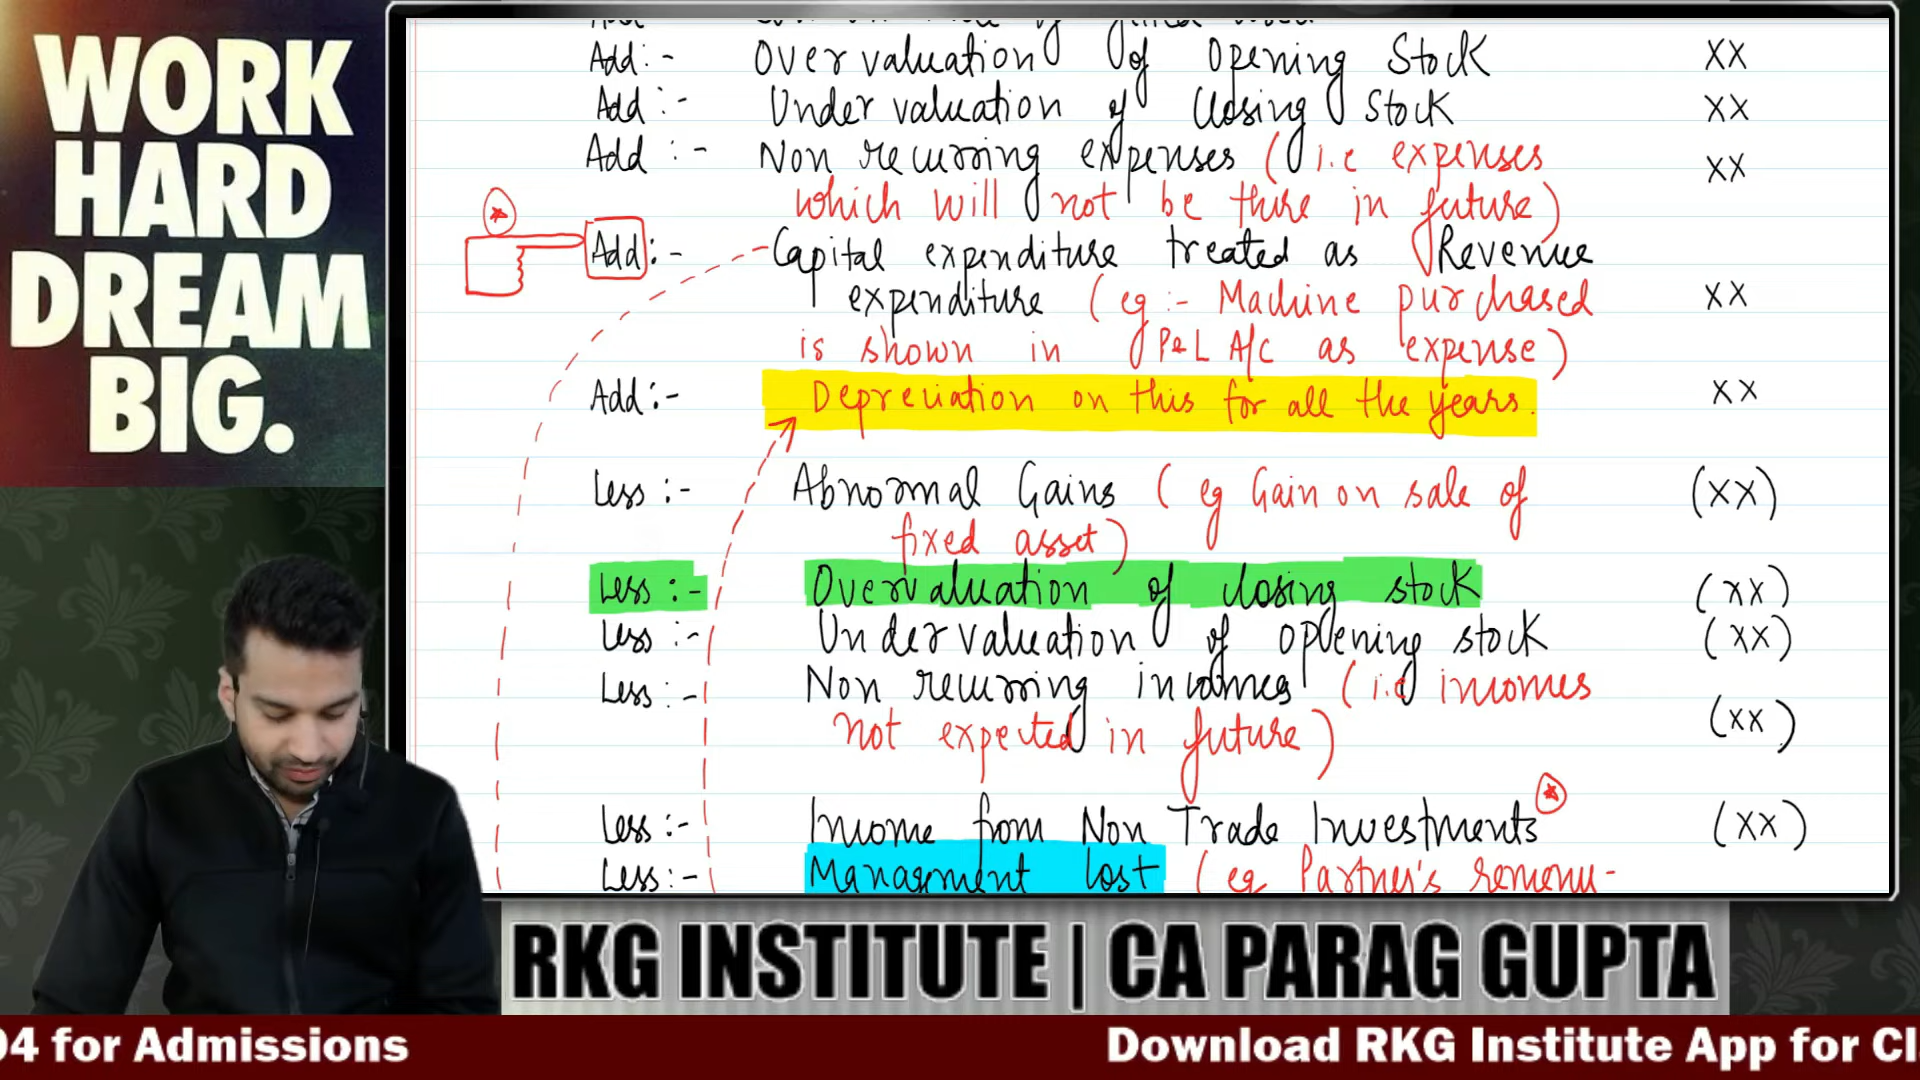 WORK
HARD
DREAM
BIG.
Add:- Overvaluation of Opening Stock XX
Add:- Under valuation of Closing Stock XX
Add:- Non recurring expenses (i.e expenses XX
which will not be there in future)
Add:- Capital expenditure treated as Revenue
expenditure (eg:- Machine purchased XX
is shown in P&L A/C as expense)
Add:- Depreciation on this for all the years. XX
Less:- Abnormal Gains (eg Gain on sale of (XX)
fixed asset)
Less:- Overvaluation of closing stock (XX)
Less:- Undervaluation of opening stock (XX)
Less:- Non recurring incomes (i.e incomes
not expected in future) (XX)
Less:- Income from Non Trade Investments (XX)
Less:- Managment Cost (eg Partner's remenu-
RKG INSTITUTE | CA PARAG GUPTA
04 for Admissions Download RKG Institute App for Cl